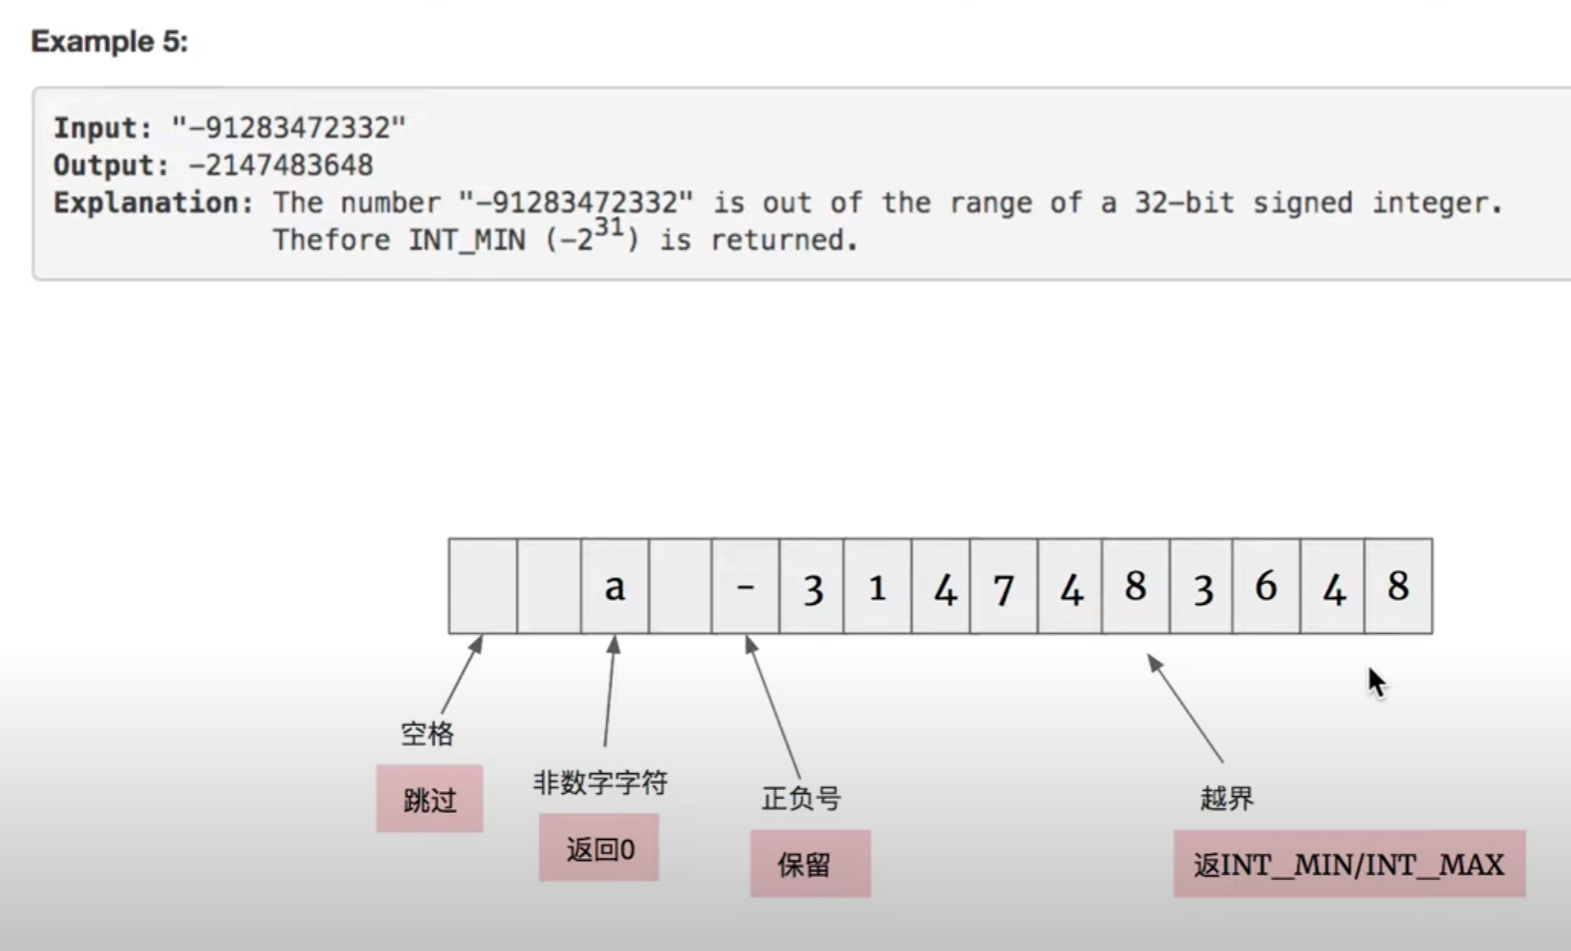 Example 5:
Input: "-91283472332"
Output: -2147483648
Explanation: The number "-91283472332" is out of the range of a 32-bit signed integer.
Thefore INT_MIN (-2^31) is returned.
a - 3 1 4 7 4 8 3 6 4 8
空格
跳过
非数字字符
返回0
正负号
保留
越界
返INT_MIN/INT_MAX